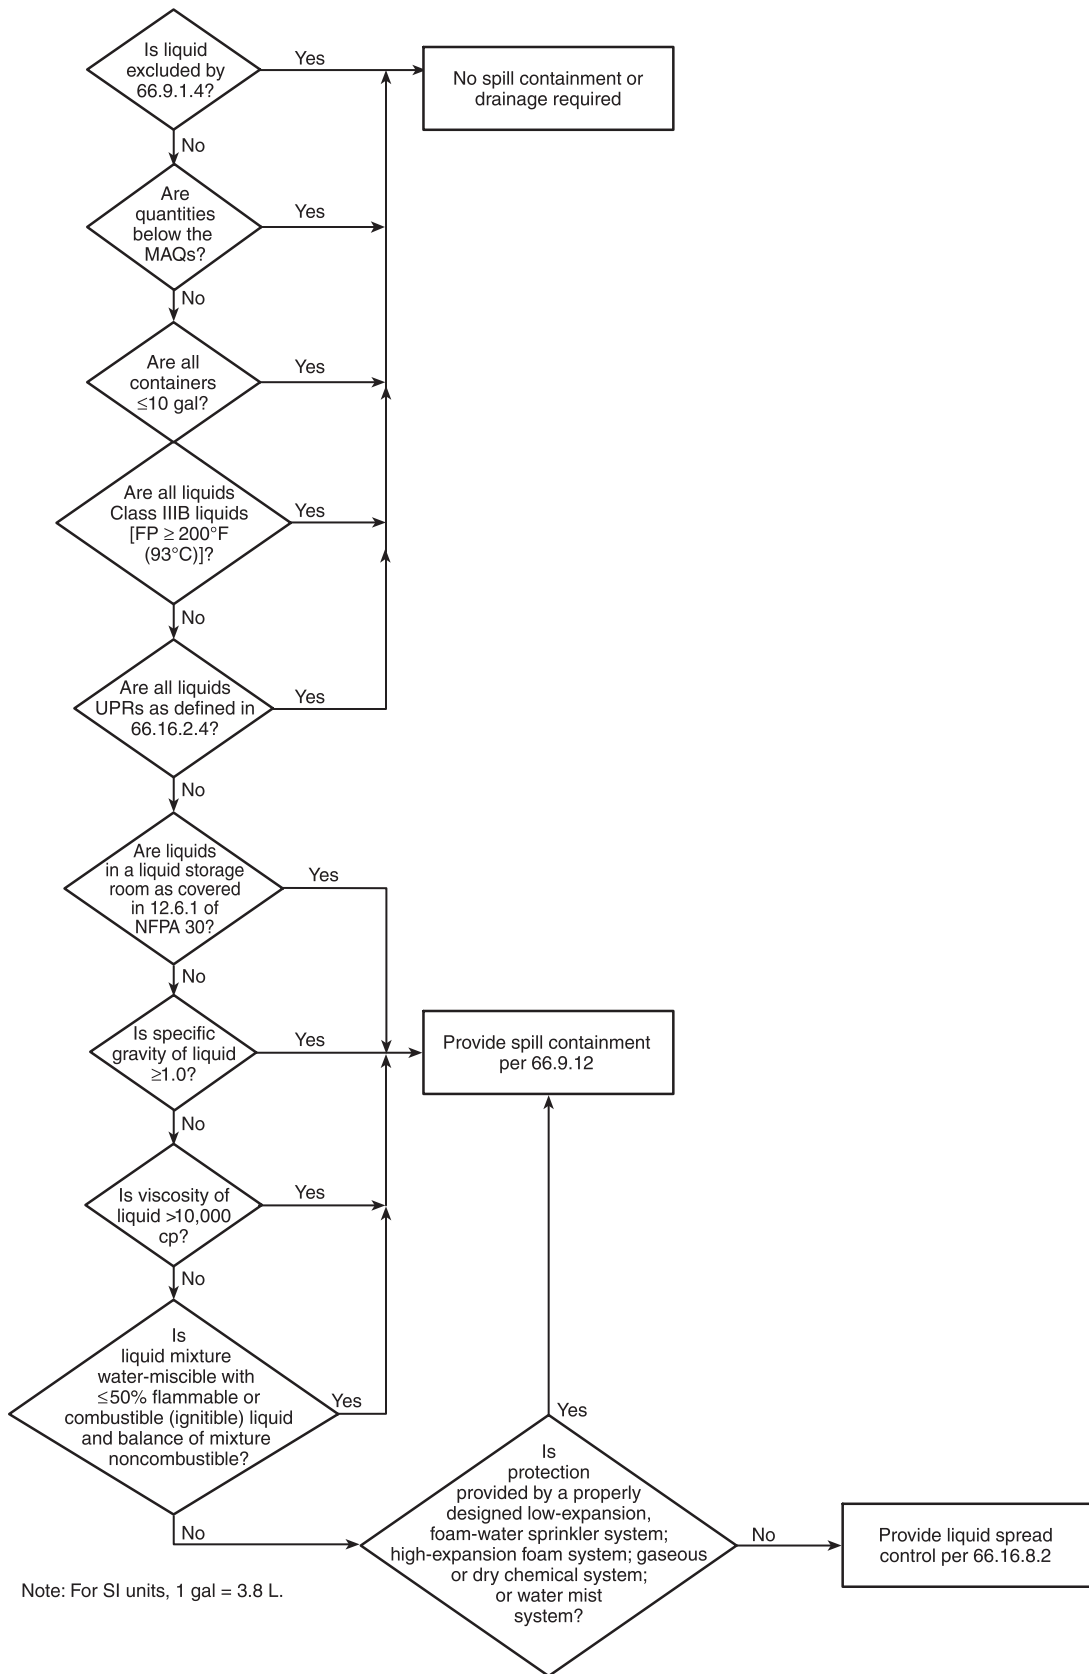 Is liquid
excluded by
66.9.1.4?
Yes
No spill containment or
drainage required
No
Are
quantities
below the
MAQs?
Yes
No
Are all
containers
≤10 gal?
Yes
Are all liquids
Class IIIB liquids
[FP ≥ 200°F
(93°C)]?
Yes
No
Are all liquids
UPRs as defined in
66.16.2.4?
Yes
No
Are liquids
in a liquid storage
room as covered
in 12.6.1 of
NFPA 30?
Yes
No
Is specific
gravity of liquid
≥1.0?
Yes
Provide spill containment
per 66.9.12
No
Is viscosity of
liquid >10,000
cp?
Yes
No
Is
liquid mixture
water-miscible with
≤50% flammable or
combustible (ignitible) liquid
and balance of mixture
noncombustible?
Yes
No
Yes
Is
protection
provided by a properly
designed low-expansion,
foam-water sprinkler system;
high-expansion foam system; gaseous
or dry chemical system;
or water mist
system?
No
Provide liquid spread
control per 66.16.8.2
Note: For SI units, 1 gal = 3.8 L.